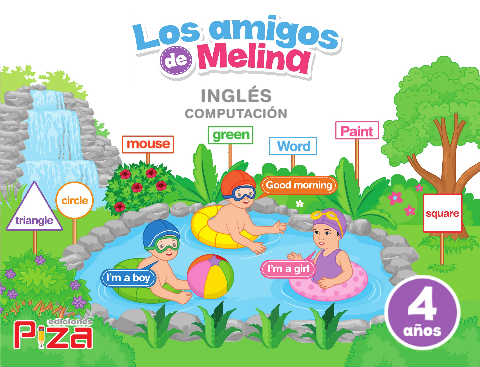 Los amigos
de Melina
INGLÉS
COMPUTACIÓN
mouse
green
Word
Paint
Good morning
triangle
circle
square
I'm a boy
I'm a girl
ediciones
Piza
4
años